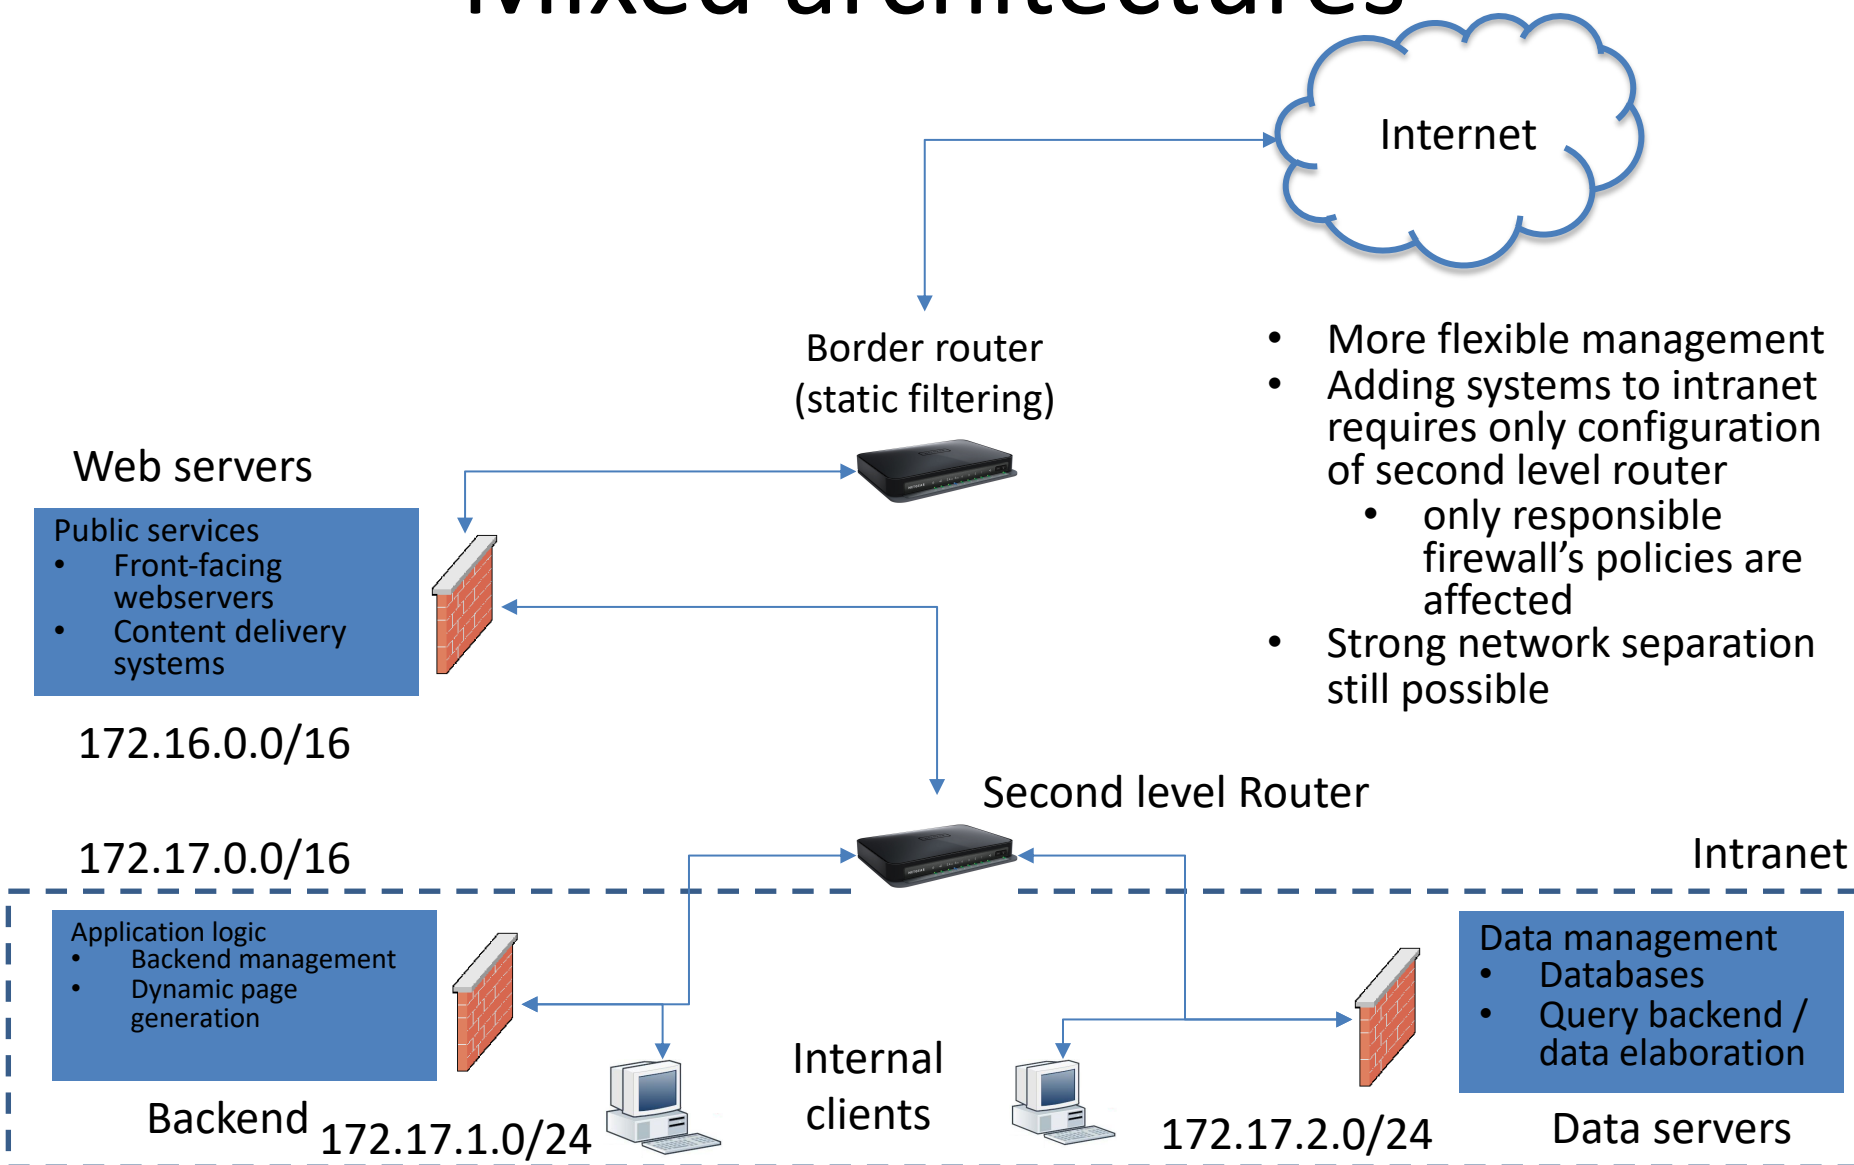 Mixed architectures
Internet
Border router
(static filtering)
• More flexible management
• Adding systems to intranet
requires only configuration
of second level router
• only responsible
firewall’s policies are
affected
• Strong network separation
still possible
Web servers
Public services
• Front-facing
webservers
• Content delivery
systems
172.16.0.0/16
Second level Router
172.17.0.0/16
Intranet
Application logic
• Backend management
• Dynamic page
generation
Backend
172.17.1.0/24
Internal
clients
Data management
• Databases
• Query backend /
data elaboration
172.17.2.0/24
Data servers